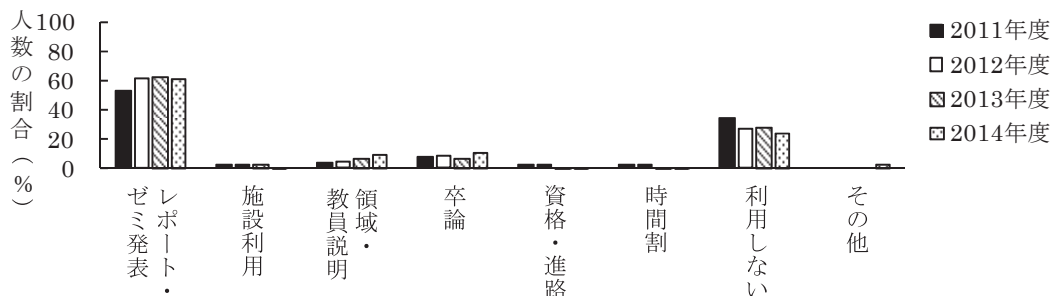 人数の割合（%）
100
80
60
40
20
0
2011年度
2012年度
2013年度
2014年度
レポート・
ゼミ発表
施設利用
領域・
教員説明
卒論
資格・進路
時間割
利用しない
その他